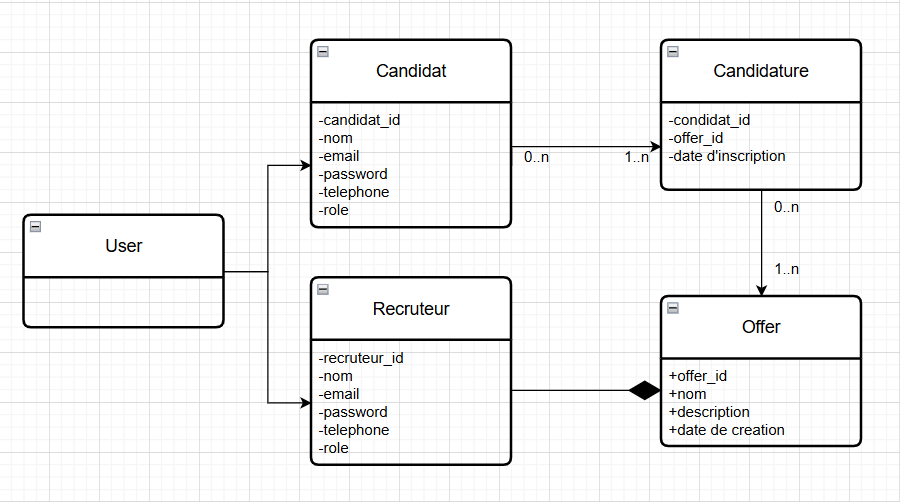 Candidat
-candidat_id
-nom
-email
-password
-telephone
-role
Candidature
-condidat_id
-offer_id
-date d'inscription
0..n
1..n
User
0..n
1..n
Recruteur
-recruteur_id
-nom
-email
-password
-telephone
-role
Offer
+offer_id
+nom
+description
+date de creation